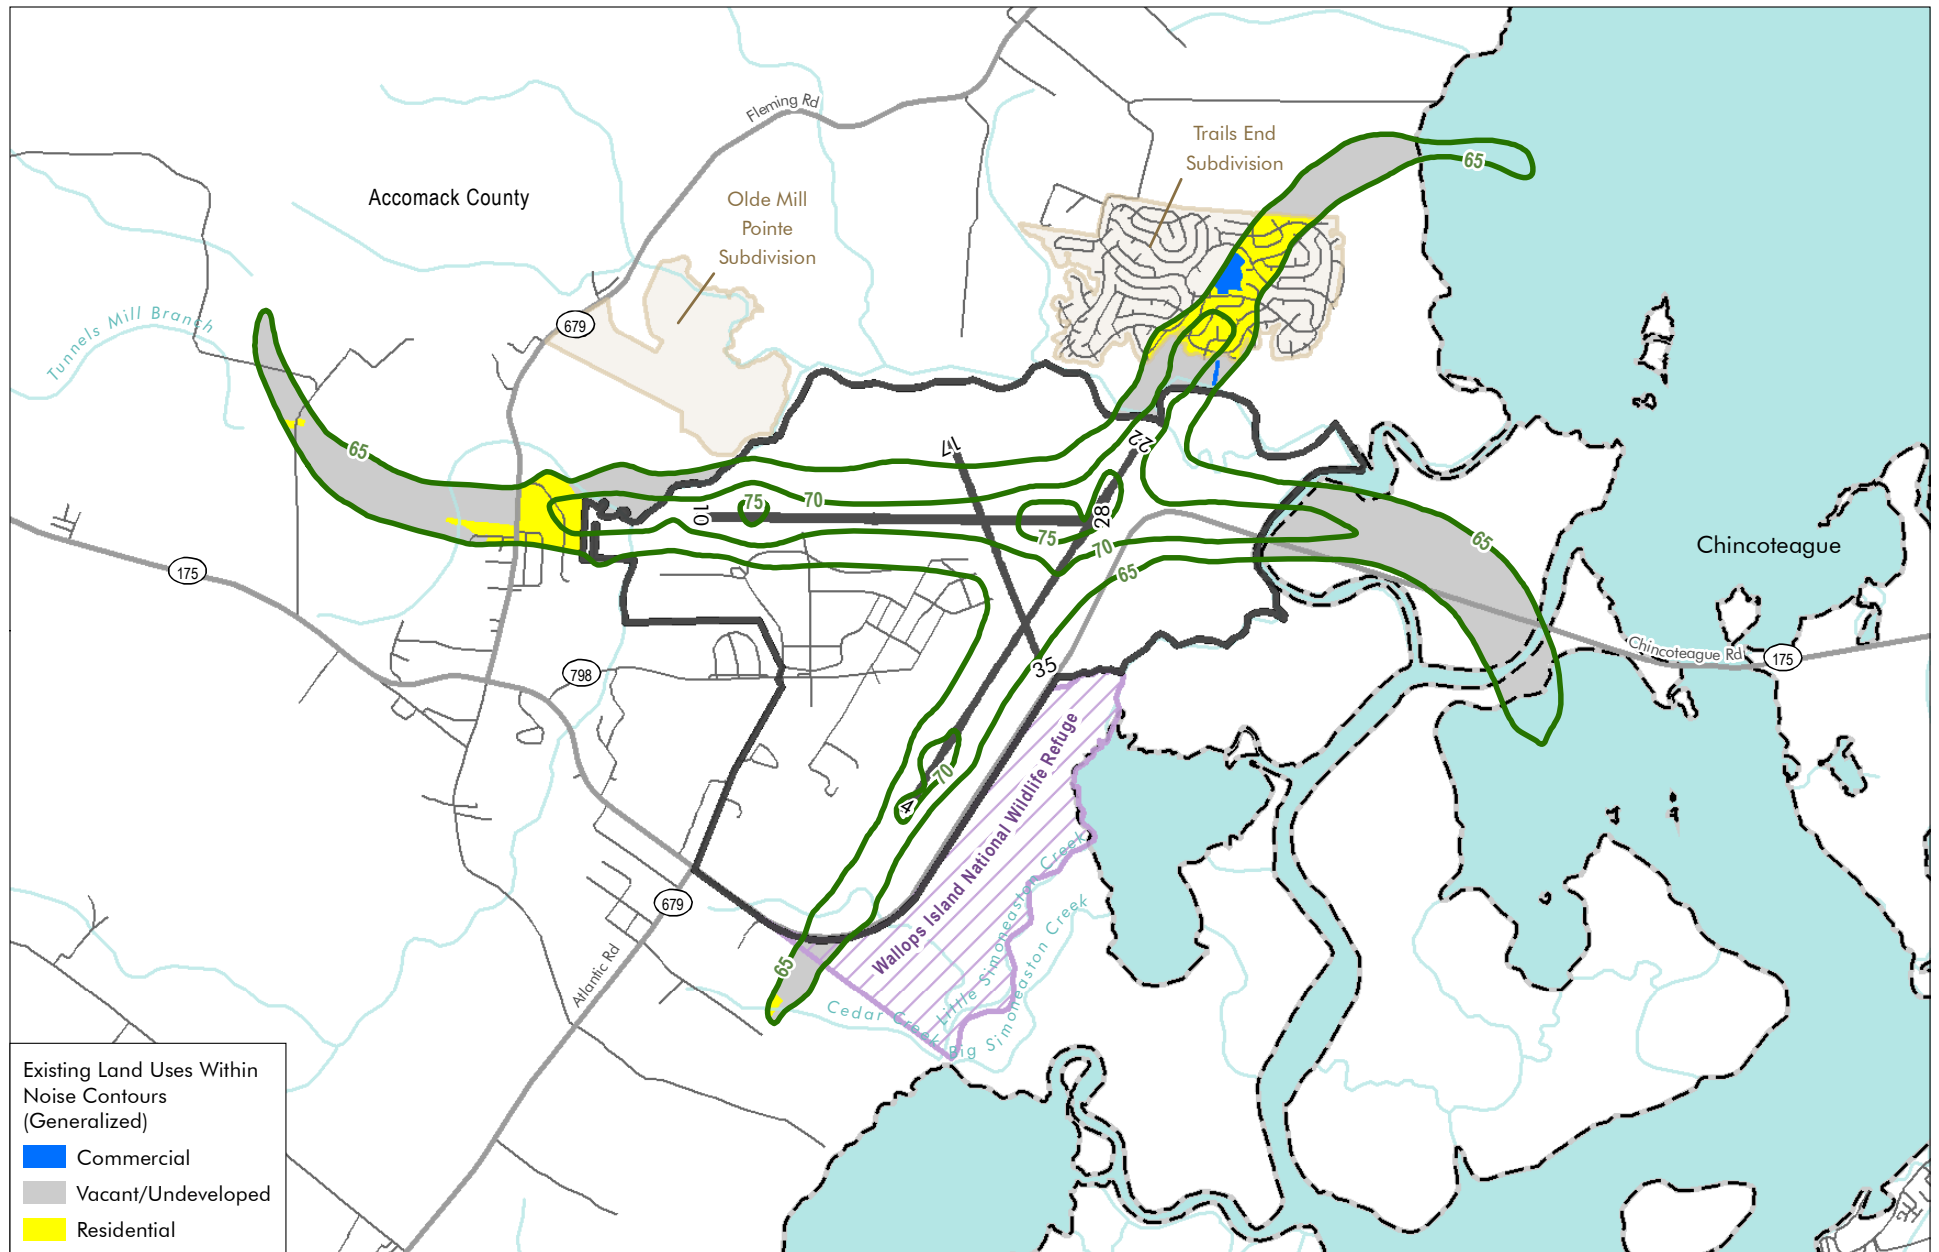 Fleming Rd
Trails End
Subdivision
65
Accomack County
Olde Mill
Pointe
Subdivision
Tunnels Mill Branch
679
65
17
22
75
70
10
28
75
70
65
65
Chincoteague
175
35
Chincoteague Rd
175
798
70
4
Wallops Island National Wildlife Refuge
679
Atlantic Rd
65
Cedar Creek
Little Simoneaston Creek
Big Simoneaston Creek
Existing Land Uses Within
Noise Contours
(Generalized)
Commercial
Vacant/Undeveloped
Residential